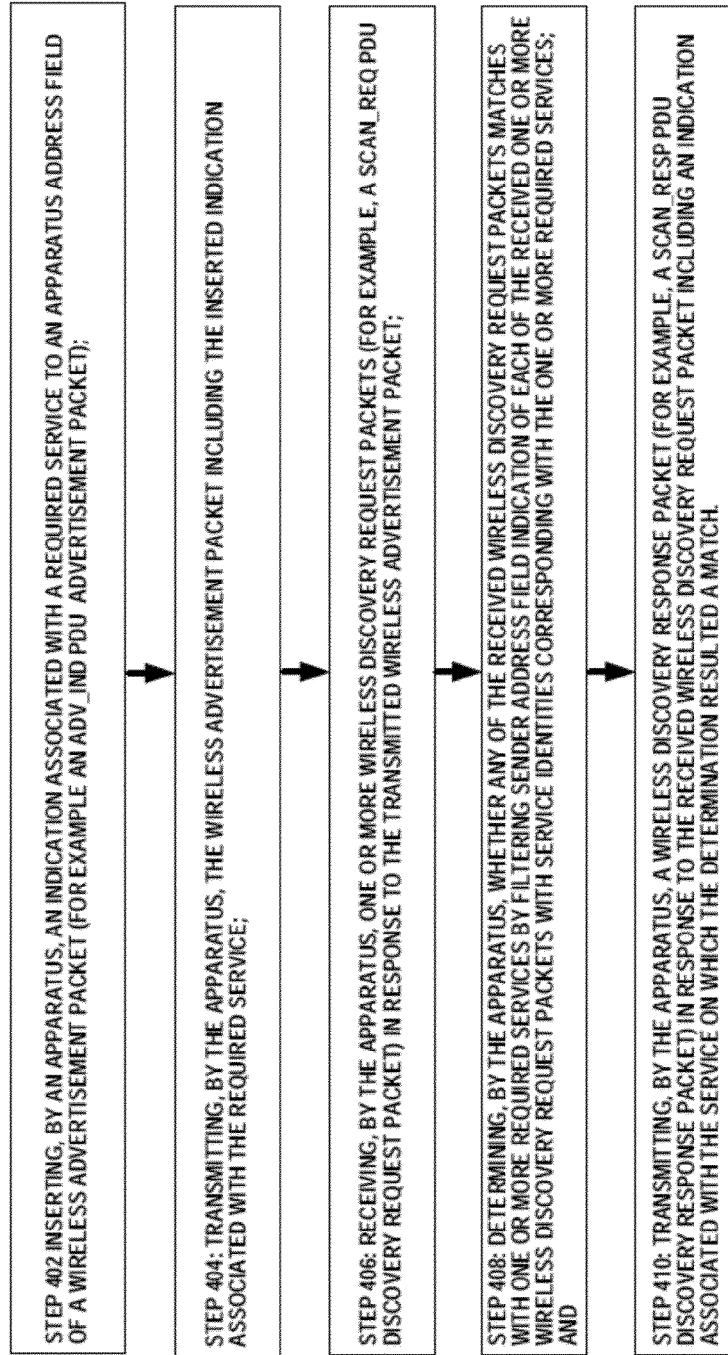 STEP 402 INSERTING, BY AN APPARATUS, AN INDICATION ASSOCIATED WITH A REQUIRED SERVICE TO AN APPARATUS ADDRESS FIELD
OF A WIRELESS ADVERTISEMENT PACKET (FOR EXAMPLE AN ADV_IND PDU ADVERTISEMENT PACKET);
STEP 404: TRANSMITTING, BY THE APPARATUS, THE WIRELESS ADVERTISEMENT PACKET INCLUDING THE INSERTED INDICATION
ASSOCIATED WITH THE REQUIRED SERVICE;
STEP 406: RECEIVING, BY THE APPARATUS, ONE OR MORE WIRELESS DISCOVERY REQUEST PACKETS (FOR EXAMPLE, A SCAN_REQ PDU
DISCOVERY REQUEST PACKET) IN RESPONSE TO THE TRANSMITTED WIRELESS ADVERTISEMENT PACKET;
STEP 408: DETERMINING, BY THE APPARATUS, WHETHER ANY OF THE RECEIVED WIRELESS DISCOVERY REQUEST PACKETS MATCHES
WITH ONE OR MORE REQUIRED SERVICES BY FILTERING SENDER ADDRESS FIELD INDICATION OF EACH OF THE RECEIVED ONE OR MORE
WIRELESS DISCOVERY REQUEST PACKETS WITH SERVICE IDENTITIES CORRESPONDING WITH THE ONE OR MORE REQUIRED SERVICES;
AND
STEP 410: TRANSMITTING, BY THE APPARATUS, A WIRELESS DISCOVERY RESPONSE PACKET (FOR EXAMPLE, A SCAN_RESP PDU
DISCOVERY RESPONSE PACKET) IN RESPONSE TO THE RECEIVED WIRELESS DISCOVERY REQUEST PACKET INCLUDING AN INDICATION
ASSOCIATED WITH THE SERVICE ON WHICH THE DETERMINATION RESULTED A MATCH.